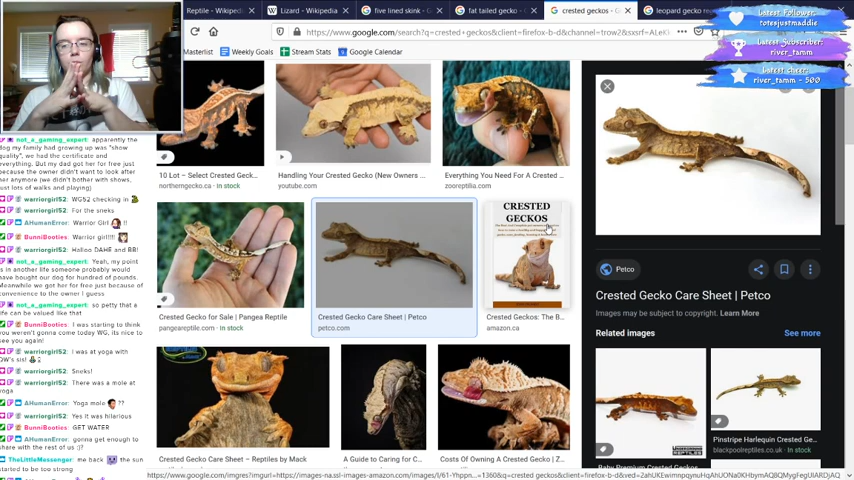 Reptile - Wikipedia
Lizard - Wikipedia
five lined skink - G
fat tailed gecko - G
crested geckos - G
leopard gecko
https://www.google.com/search?q=crested+geckos&client=firefox-b-d&channel=trow2&sxsrf=ALeK
Masterlist
Weekly Goals
Stream Stats
Google Calendar
Latest Follower:
totesjustmaddie
Latest Subscriber:
river_tamm
Latest cheer:
river_tamm - 500
not_a_gaming_expert: apparently the
dog my family had growing up was "show
quality", we had the certificate and
everything. But my dad got her for free just
because the owner didn't want to look after
her anymore (we didn't bother with shows,
just lots of walks and playing)
warriorgirl52: WG52 checking in
warriorgirl52: For the sneks
AHumanError: Warrior Girl !!
BunniBooties: Warrior girl!!!!
warriorgirl52: Halloo DAHE and BB!
not_a_gaming_expert: Yeah, my point
is in another life someone probably would
have bought our dog for hundred of pounds.
Meanwhile we got her for free just because of
convenience to the owner I guess
not_a_gaming_expert: so petty that a
life can be valued like that
BunniBooties: I was starting to think
you weren't gonna come today WG, its nice to
see you again!
warriorgirl52: I was at yoga with
OW's sis!
warriorgirl52: Sneks!
warriorgirl52: There was a mole at
yoga
AHumanError: Yoga mole ??
warriorgirl52: Yes it was hilarious
BunniBooties: GET WATER
AHumanError: gonna get enough to
share with the rest of us :)?
TheLittleMessenger: me back the sun
started to be too strong
10 Lot ~ Select Crested Geck...
northerngecko.ca · In stock
Handling Your Crested Gecko (New Owners ...
youtube.com
Everything You Need For A Crested ...
zooreptilia.com
Crested Gecko for Sale | Pangea Reptile
pangeareptile.com · In stock
Crested Gecko Care Sheet | Petco
petco.com
CRESTED
GECKOS
Crested Geckos: The B...
amazon.ca
Crested Gecko Care Sheet ~ Reptiles by Mack
A Guide to Caring for C...
Costs Of Owning A Crested Gecko | Z...
Petco
Crested Gecko Care Sheet | Petco
Images may be subject to copyright. Learn More
Related images
See more
Baby Premium Crested Geckos
Pinstripe Harlequin Crested Ge...
blackpoolreptiles.co.uk · In stock